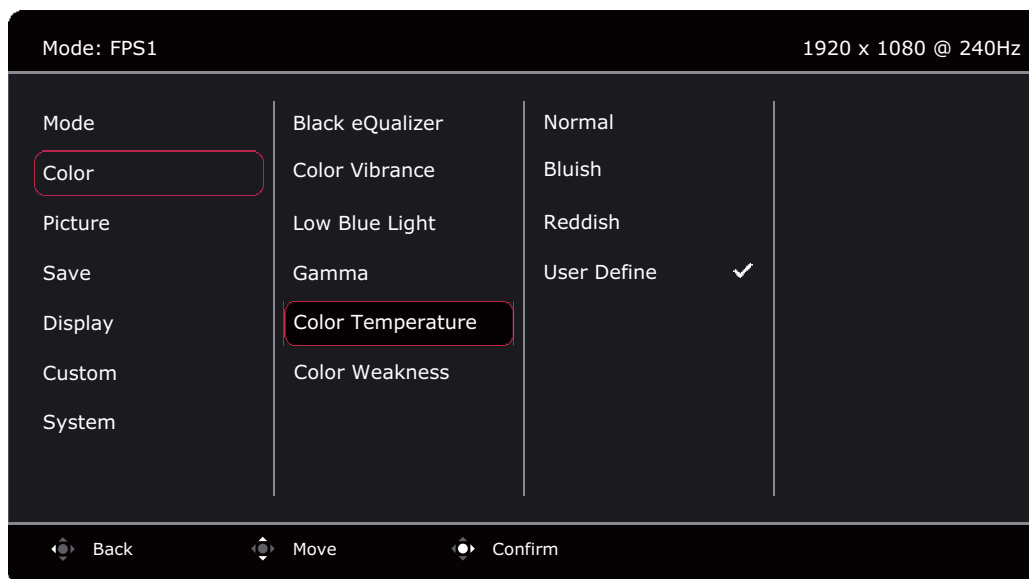 Mode: FPS1
1920 x 1080 @ 240Hz
Mode
Color
Picture
Save
Display
Custom
System
Black eQualizer
Color Vibrance
Low Blue Light
Gamma
Color Temperature
Color Weakness
Normal
Bluish
Reddish
User Define
Back
Move
Confirm